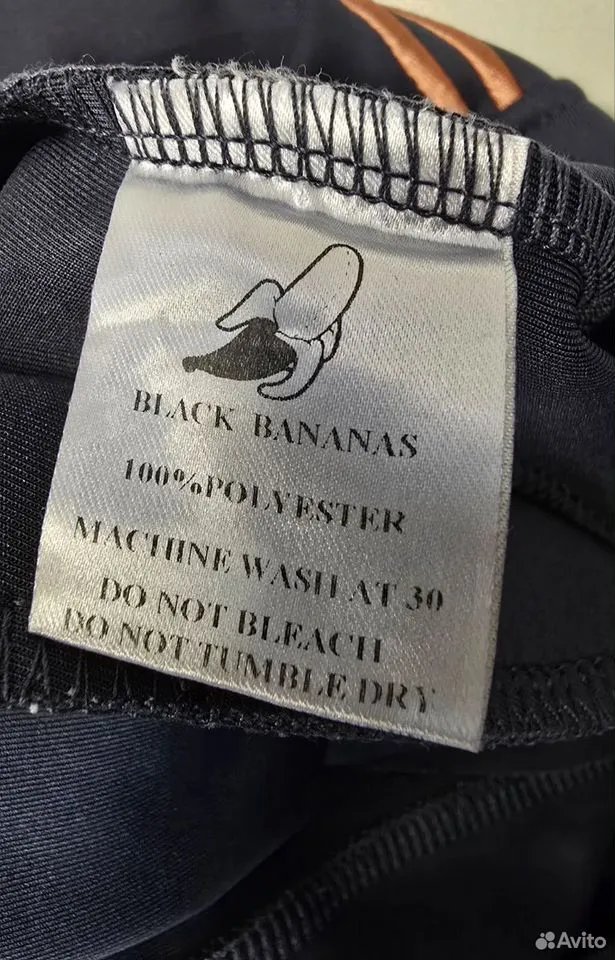 BLACK BANANAS
100%POLYESTER
MACHINE WASH AT 30
DO NOT BLEACH
DO NOT TUMBLE DRY
Avito